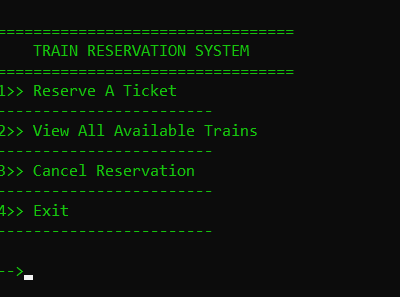 =================================
TRAIN RESERVATION SYSTEM
=================================
1>> Reserve A Ticket
------------------------
2>> View All Available Trains
------------------------
3>> Cancel Reservation
------------------------
4>> Exit
------------------------
-->